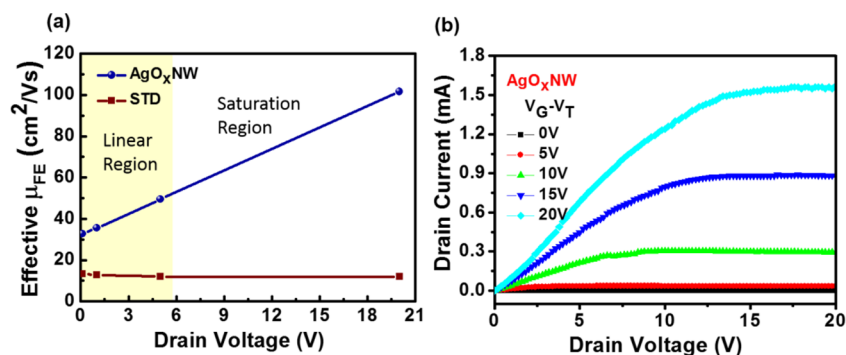 (a)
120
100
80
60
40
20
0
Effective μFE (cm2/Vs)
AgOXNW
STD
Linear
Region
Saturation
Region
0 3 6 9 12 15 18 21
Drain Voltage (V)
(b)
1.8
1.5
1.2
0.9
0.6
0.3
0.0
Drain Current (mA)
AgOXNW
VG-VT
0V
5V
10V
15V
20V
0 5 10 15 20
Drain Voltage (V)